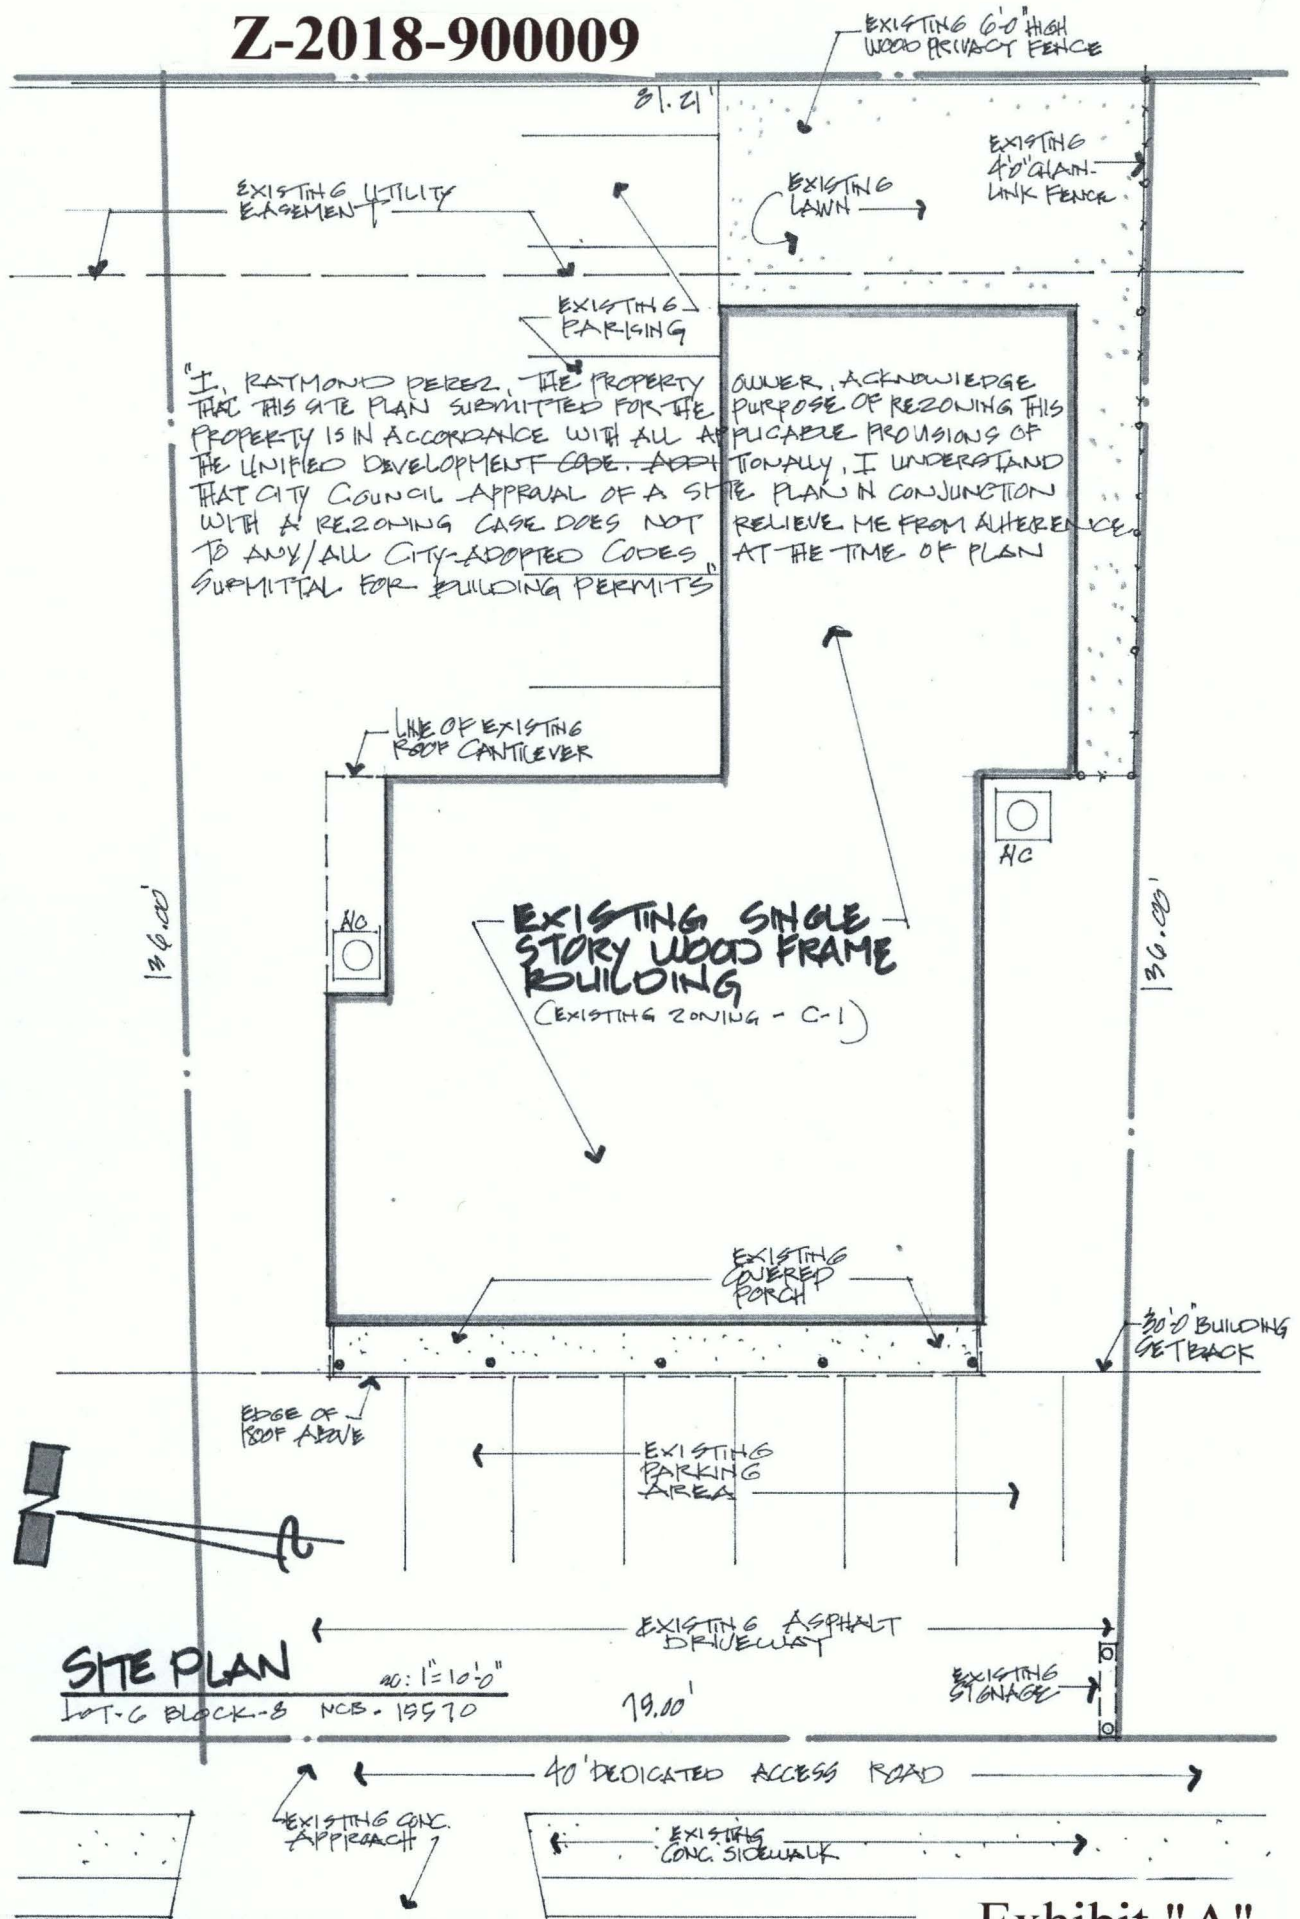 Z-2018-900009
EXISTING 6'-0" HIGH
WOOD PRIVACY FENCE
81.21'
EXISTING
4'-0" CHAIN-
LINK FENCE
EXISTING UTILITY
EASEMENT
EXISTING
LAWN
EXISTING
PARKING
"I, RAYMOND PEREZ, THE PROPERTY OWNER, ACKNOWLEDGE
THAT THIS SITE PLAN SUBMITTED FOR THE PURPOSE OF REZONING THIS
PROPERTY IS IN ACCORDANCE WITH ALL APPLICABLE PROVISIONS OF
THE UNIFIED DEVELOPMENT CODE. ADDITIONALLY, I UNDERSTAND
THAT CITY COUNCIL APPROVAL OF A SITE PLAN IN CONJUNCTION
WITH A REZONING CASE DOES NOT RELIEVE ME FROM ADHERENCE
TO ANY/ALL CITY-ADOPTED CODES AT THE TIME OF PLAN
SUBMITTAL FOR BUILDING PERMITS"
LINE OF EXISTING
ROOF CANTILEVER
A/C
A/C
136.00'
136.00'
EXISTING SINGLE
STORY WOOD FRAME
BUILDING
(EXISTING ZONING - C-1)
EXISTING
COVERED
PORCH
30'-0" BUILDING
SETBACK
EDGE OF
ROOF ABOVE
EXISTING
PARKING
AREA
N
EXISTING ASPHALT
DRIVEWAY
SITE PLAN
SC: 1"=10'-0"
LOT-6 BLOCK-8 NCB-15570
EXISTING
SIGNAGE
40' DEDICATED ACCESS ROAD
EXISTING CONC.
APPROACH
EXISTING
CONC. SIDEWALK
Exhibit "A"